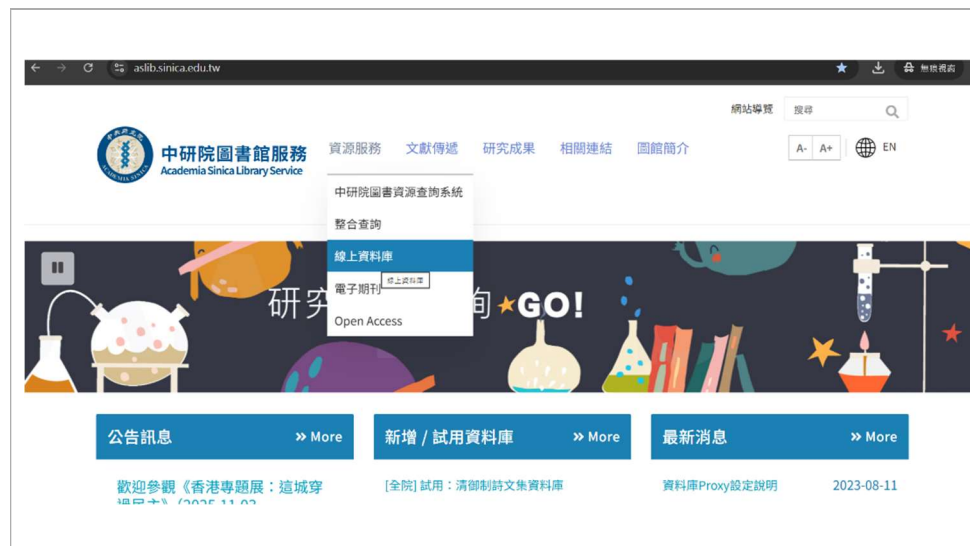 aslib.sinica.edu.tw
無痕視窗
網站導覽
搜尋
中研院圖書館服務
Academia Sinica Library Service
資源服務 文獻傳遞 研究成果 相關連結 圖館簡介
A- A+ EN
中研院圖書資源查詢系統
整合查詢
線上資料庫
線上資料庫
電子期刊
Open Access
研究
詢 GO!
公告訊息 » More
新增 / 試用資料庫 » More
最新消息 » More
歡迎參觀《香港專題展：這城穿
過民主》(2025-11-03
[全院] 試用：清御制詩文集資料庫
資料庫Proxy設定說明 2023-08-11